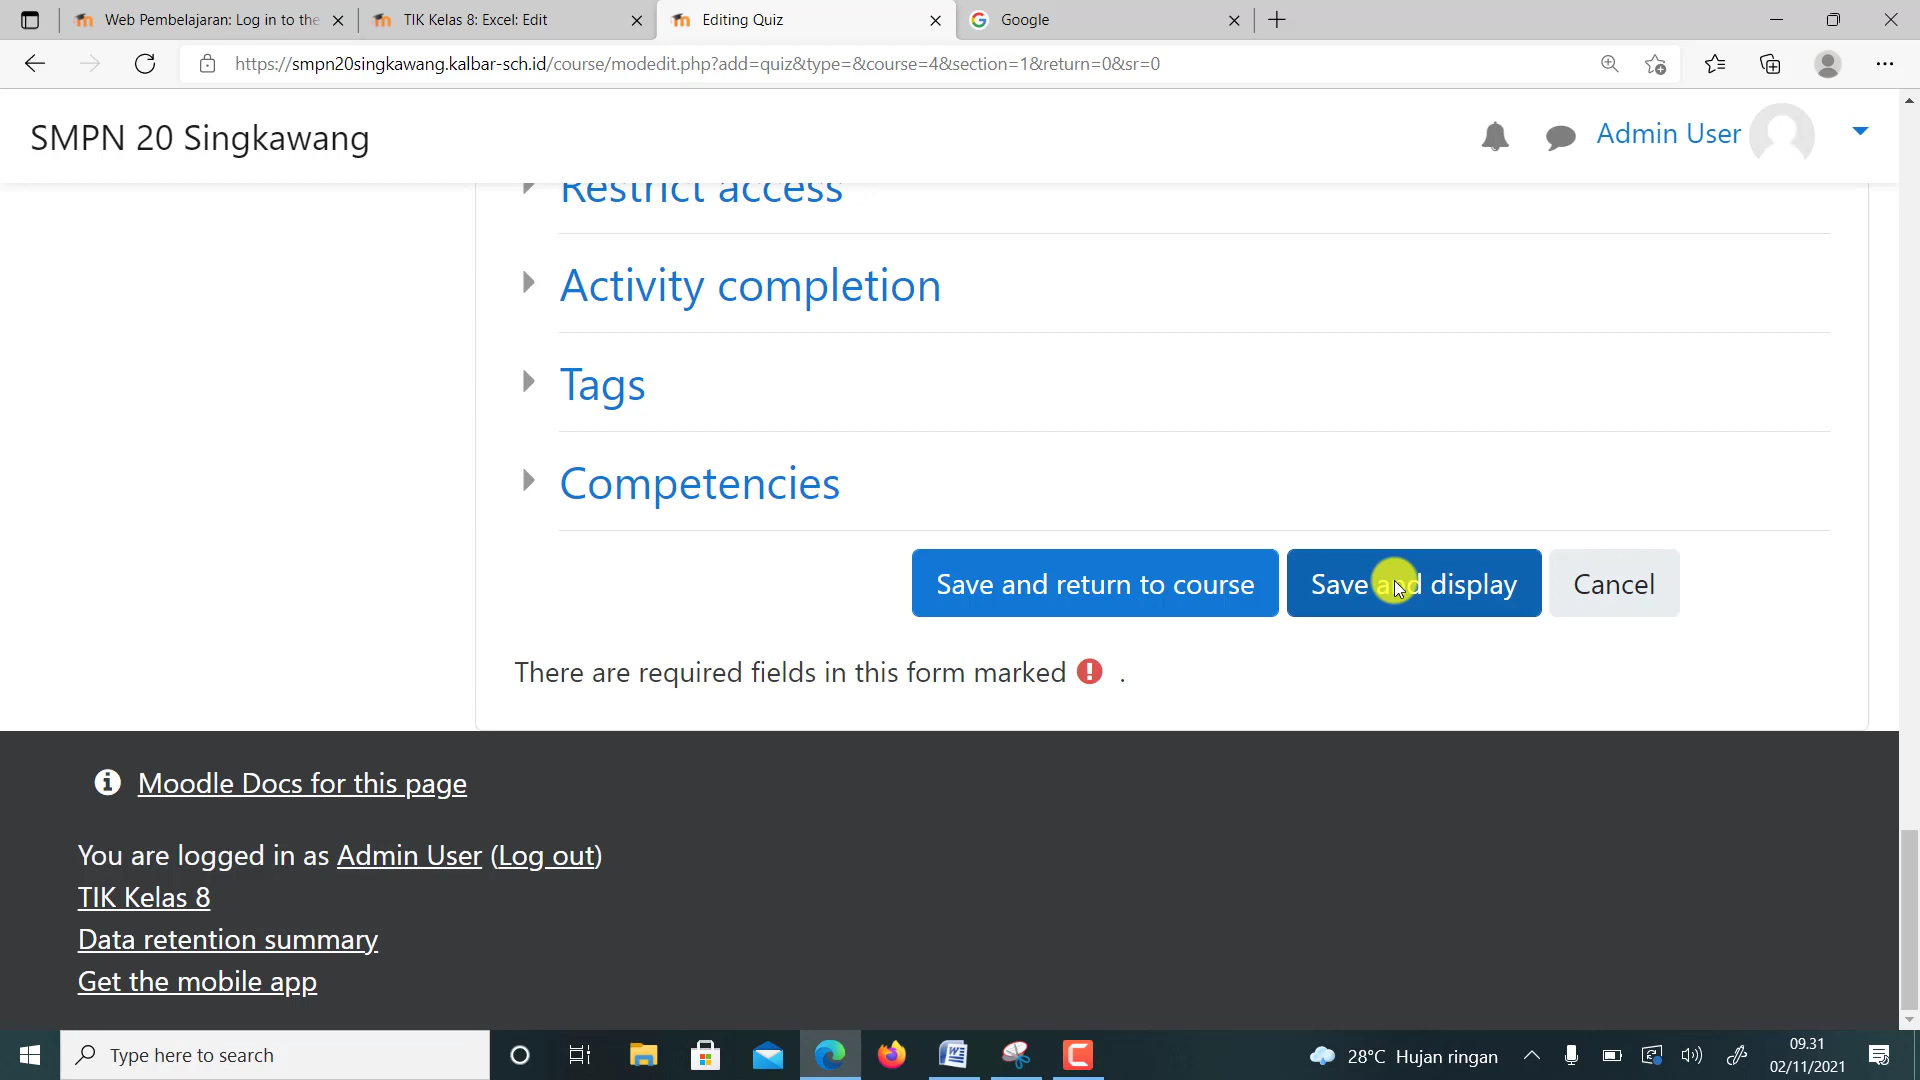 Web Pembelajaran: Log in to the
TIK Kelas 8: Excel: Edit
Editing Quiz
Google
https://smpn20singkawang.kalbar-sch.id/course/modedit.php?add=quiz&type=&course=4&section=1&return=0&sr=0
SMPN 20 Singkawang
Admin User
Restrict access
Activity completion
Tags
Competencies
Save and return to course
Save and display
Cancel
There are required fields in this form marked .
Moodle Docs for this page
You are logged in as Admin User (Log out)
TIK Kelas 8
Data retention summary
Get the mobile app
Type here to search
28°C Hujan ringan
09.31
02/11/2021